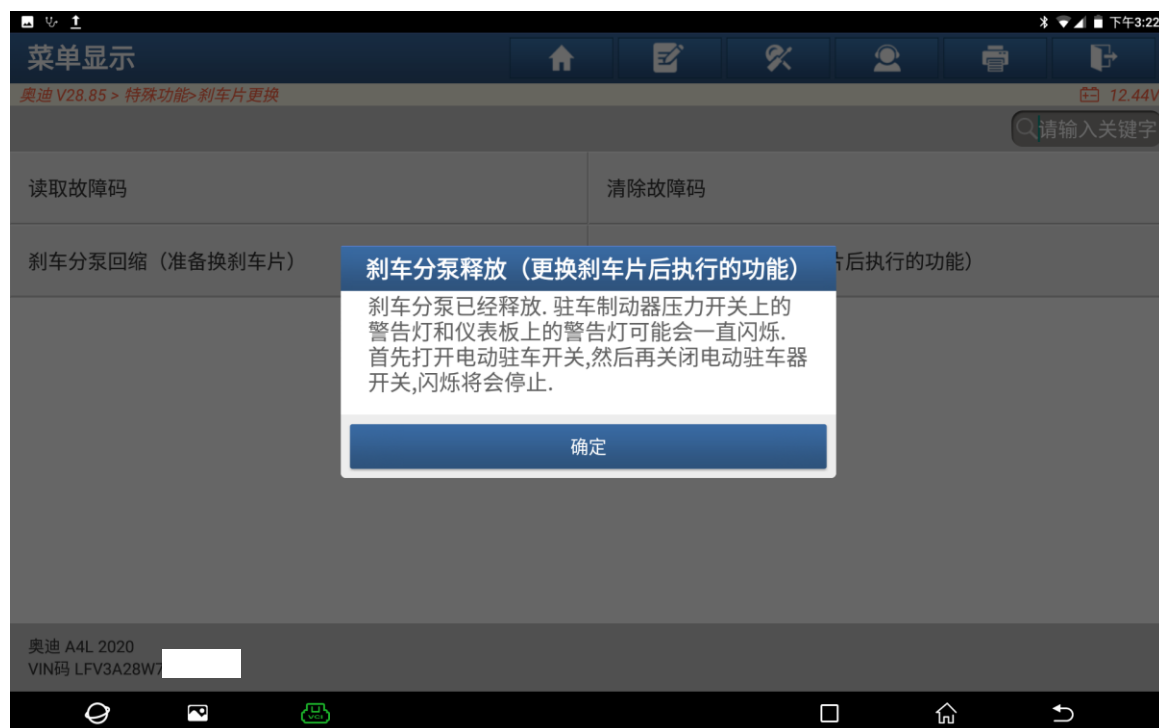 下午3:22
菜单显示
奥迪 V28.85 > 特殊功能>刹车片更换
12.44V
请输入关键字
读取故障码
清除故障码
刹车分泵回缩（准备换刹车片）
片后执行的功能）
刹车分泵释放（更换刹车片后执行的功能）
刹车分泵已经释放. 驻车制动器压力开关上的
警告灯和仪表板上的警告灯可能会一直闪烁.
首先打开电动驻车开关,然后再关闭电动驻车器
开关,闪烁将会停止.
确定
奥迪 A4L 2020
VIN码 LFV3A28W7
VCI